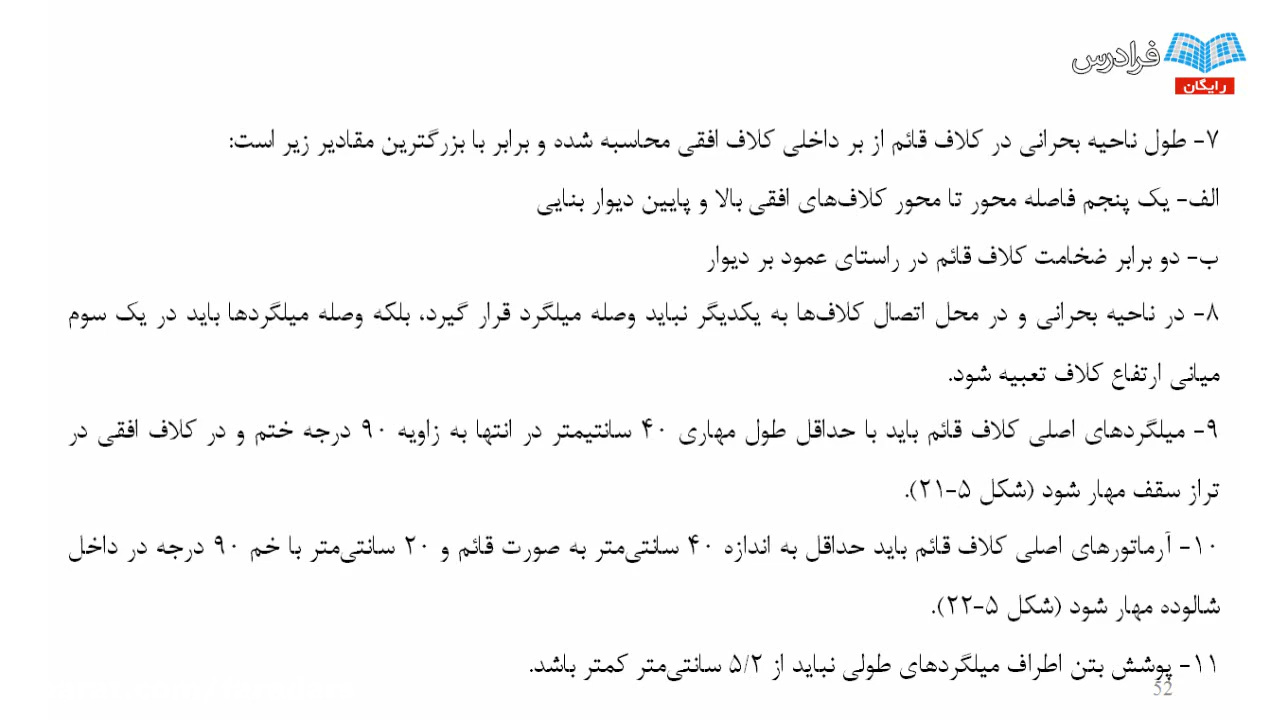 فرادرس
رایگان
۷- طول ناحیه بحرانی در کلاف قائم از بر داخلی کلاف افقی محاسبه شده و برابر با بزرگترین مقادیر زیر است:
الف- یک پنجم فاصله محور تا محور کلاف‌های افقی بالا و پایین دیوار بنایی
ب- دو برابر ضخامت کلاف قائم در راستای عمود بر دیوار
۸- در ناحیه بحرانی و در محل اتصال کلاف‌ها به یکدیگر نباید وصله میلگرد قرار گیرد، بلکه وصله میلگردها باید در یک سوم
میانی ارتفاع کلاف تعبیه شود.
۹- میلگردهای اصلی کلاف قائم باید با حداقل طول مهاری ۴۰ سانتیمتر در انتها به زاویه ۹۰ درجه ختم و در کلاف افقی در
تراز سقف مهار شود (شکل ۵-۲۱).
۱۰- آرماتورهای اصلی کلاف قائم باید حداقل به اندازه ۴۰ سانتی‌متر به صورت قائم و ۲۰ سانتی‌متر با خم ۹۰ درجه در داخل
شالوده مهار شود (شکل ۵-۲۲).
۱۱- پوشش بتن اطراف میلگردهای طولی نباید از ۵/۲ سانتی‌متر کمتر باشد.
52